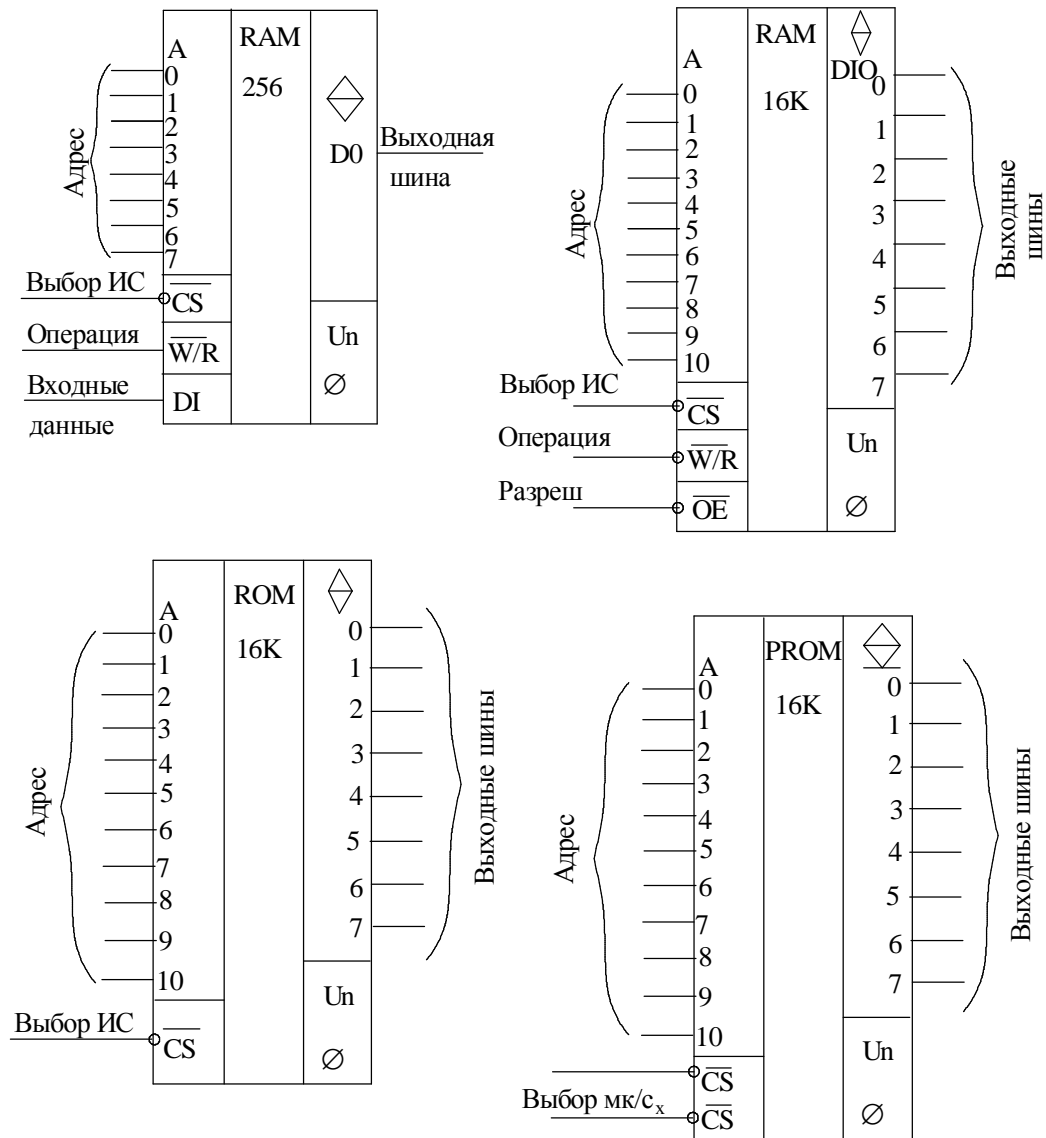 A
RAM
256
0
1
2
3
4
5
6
7
Адрес
D0
Выходная
шина
Выбор ИС
CS
Операция
W/R
Входные
данные
DI
Un
∅
A
RAM
16K
DIO
0
1
2
3
4
5
6
7
8
9
10
Адрес
0
1
2
3
4
5
6
7
Выходные
шины
Выбор ИС
CS
Операция
W/R
Разреш
OE
Un
∅
A
ROM
16K
0
1
2
3
4
5
6
7
8
9
10
Адрес
0
1
2
3
4
5
6
7
Выходные шины
Выбор ИС
CS
Un
∅
A
PROM
16K
0
1
2
3
4
5
6
7
8
9
10
Адрес
0
1
2
3
4
5
6
7
Выходные шины
CS
Выбор мк/сх
CS
Un
∅